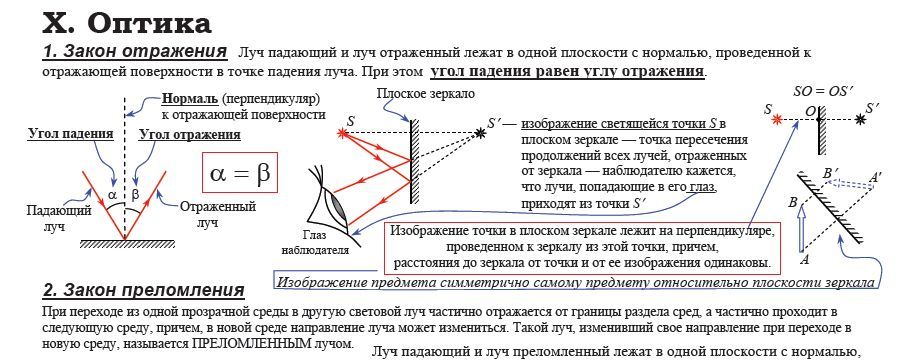 X. Оптика
1. Закон отражения Луч падающий и луч отраженный лежат в одной плоскости с нормалью, проведенной к
отражающей поверхности в точке падения луча. При этом угол падения равен углу отражения.
Нормаль (перпендикуляр)
к отражающей поверхности
Угол падения
Угол отражения
α
β
Падающий
луч
Отраженный
луч
α = β
Плоское зеркало
S
S′
Глаз
наблюдателя
изображение светящейся точки S в
плоском зеркале — точка пересечения
продолжений всех лучей, отраженных
от зеркала — наблюдателю кажется,
что лучи, попадающие в его глаз,
приходят из точки S′
SO = OS′
S
O
S′
B
B′
A′
A
Изображение точки в плоском зеркале лежит на перпендикуляре,
проведенном к зеркалу из этой точки, причем,
расстояния до зеркала от точки и от ее изображения одинаковы.
Изображение предмета симметрично самому предмету относительно плоскости зеркала
2. Закон преломления
При переходе из одной прозрачной среды в другую световой луч частично отражается от границы раздела сред, а частично проходит в
следующую среду, причем, в новой среде направление луча может измениться. Такой луч, изменивший свое направление при переходе в
новую среду, называется ПРЕЛОМЛЕННЫМ лучом.
Луч падающий и луч преломленный лежат в одной плоскости с нормалью,